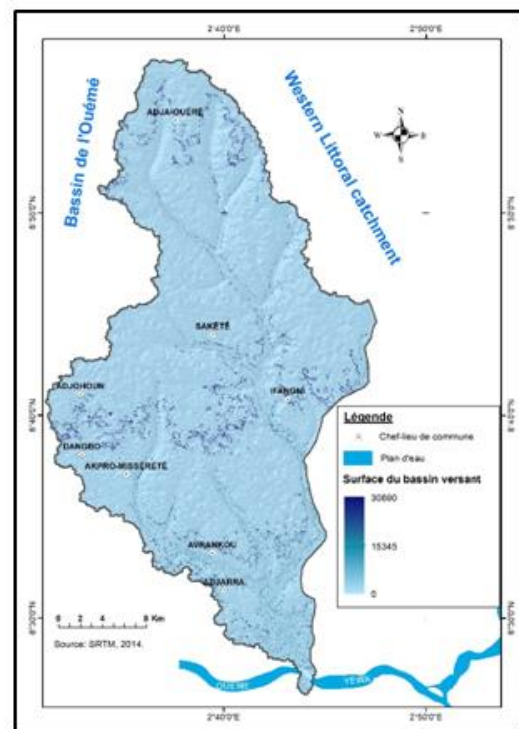 2°40'0"E 2°50'0"E
Bassin de l'Ouémé
Western Littoral catchment
N
W E
S
ADJA-OUERE
SAKÉTÉ
ADJOHOUN
IFANGNI
DANGBO
AKPRO-MISSÉRÉTÉ
AVRANKOU
ADJARRA
Légende
Chef-lieu de commune
Plan d'eau
Surface du bassin versant
30690
15345
0
0 2 4 8 Km
Source: SRTM, 2014.
OUEME YEWA
2°40'0"E 2°50'0"E